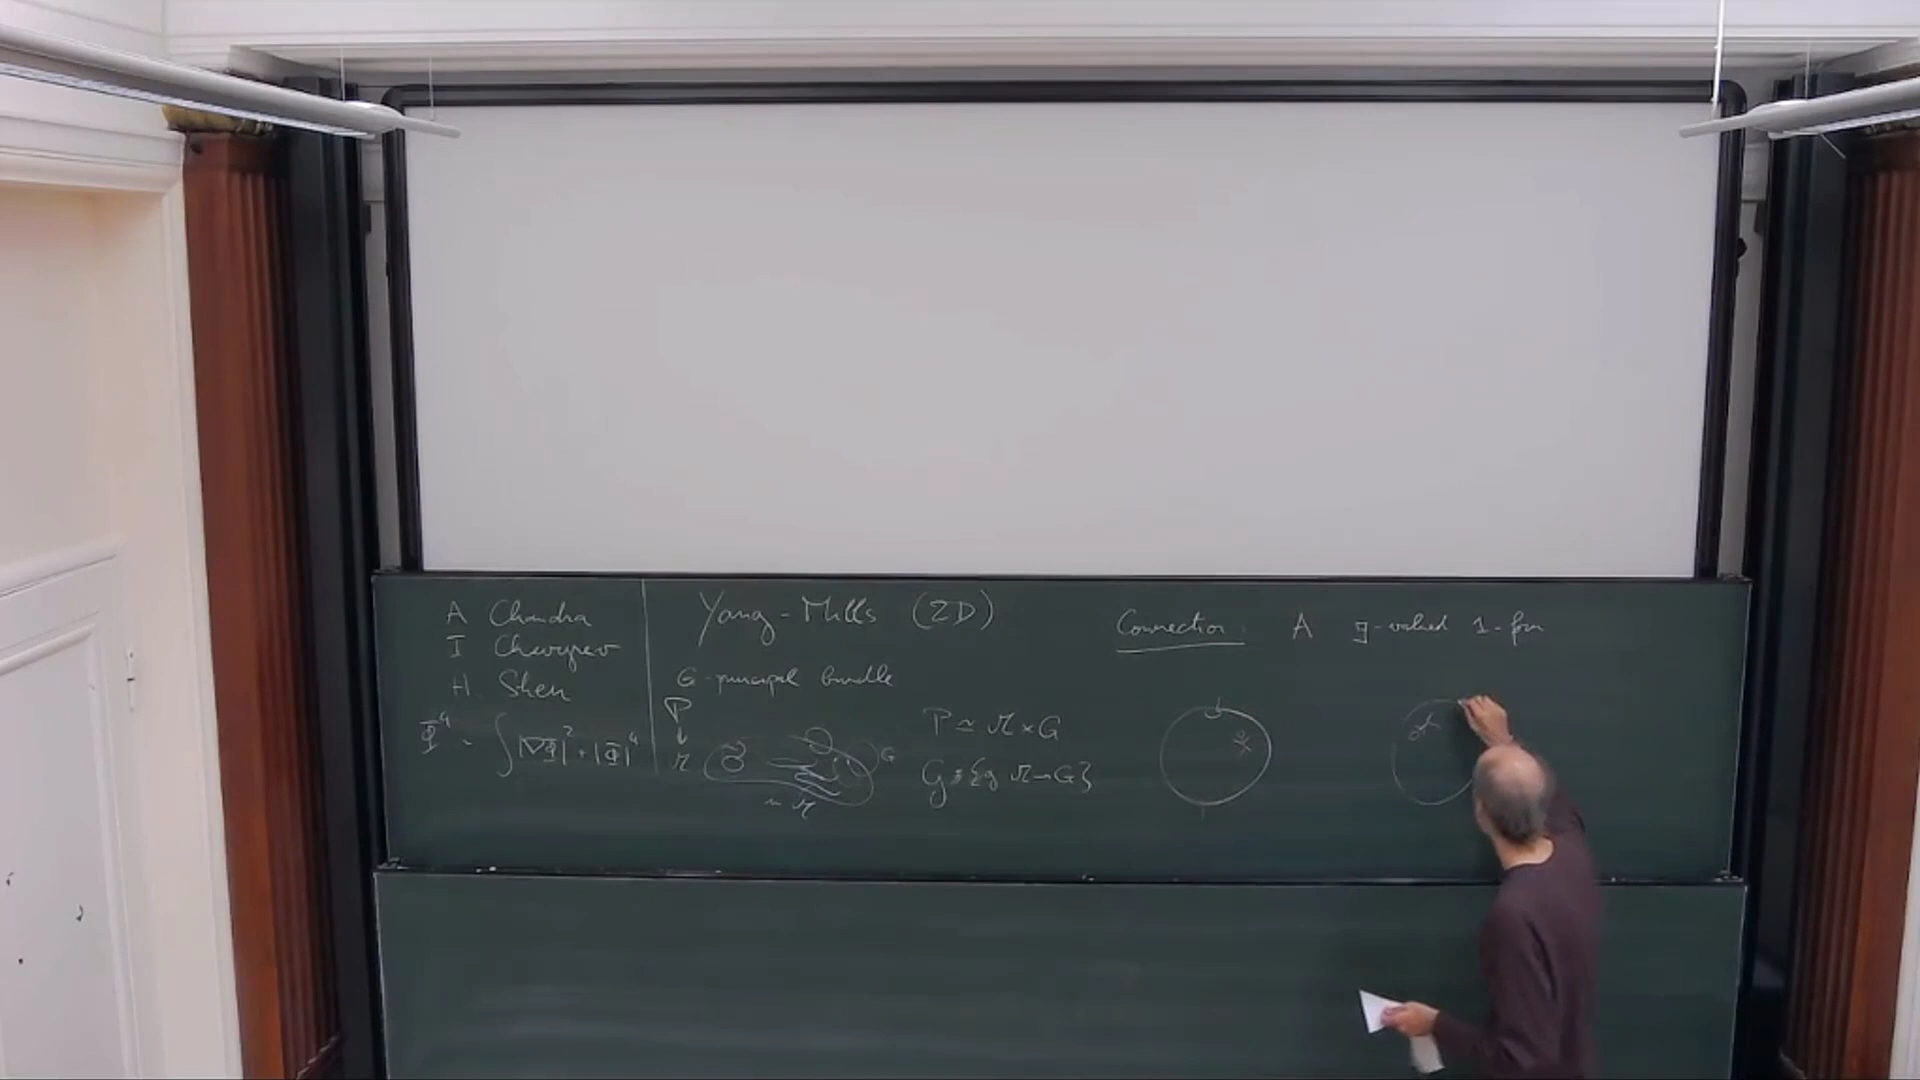 A Chandra
I Chevyrev
H. Shen
Φ⁴ ~ ∫|∇Φ|² + |Φ|⁴
Yang-Mills (2D)
G-principal bundle
P
↓
M
G
P ≃ M × G
G = {g M → G}
Connection: A g-valued 1-form